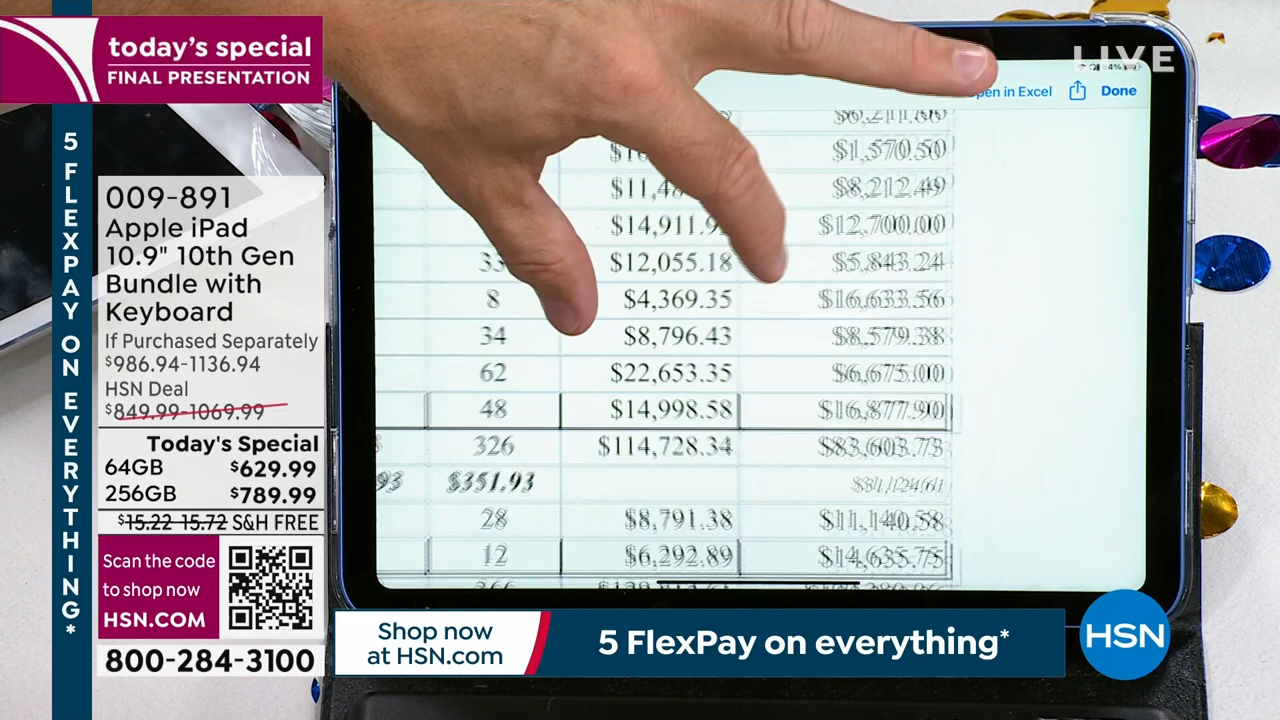 today's special
FINAL PRESENTATION
5 FLEXPAY ON EVERYTHING*
009-891
Apple iPad
10.9" 10th Gen
Bundle with
Keyboard
If Purchased Separately
$986.94-1136.94
HSN Deal
$849.99-1069.99
Today's Special
64GB $629.99
256GB $789.99
$15.22-15.72 S&H FREE
Scan the code
to shop now
HSN.COM
800-284-3100
LIVE
in Excel Done
$1,570.50
$8,212.49
$12,700.00
$12,055.18 $5,843.24
8 $4,369.35 $16,633.56
34 $8,796.43 $8,579.38
62 $22,653.35 $6,675.00
48 $14,998.58 $16,877.90
326 $114,728.34 $83,603.73
$351.93
28 $8,791.38 $11,140.58
12 $6,292.89 $14,635.75
Shop now
at HSN.com
5 FlexPay on everything*
HSN